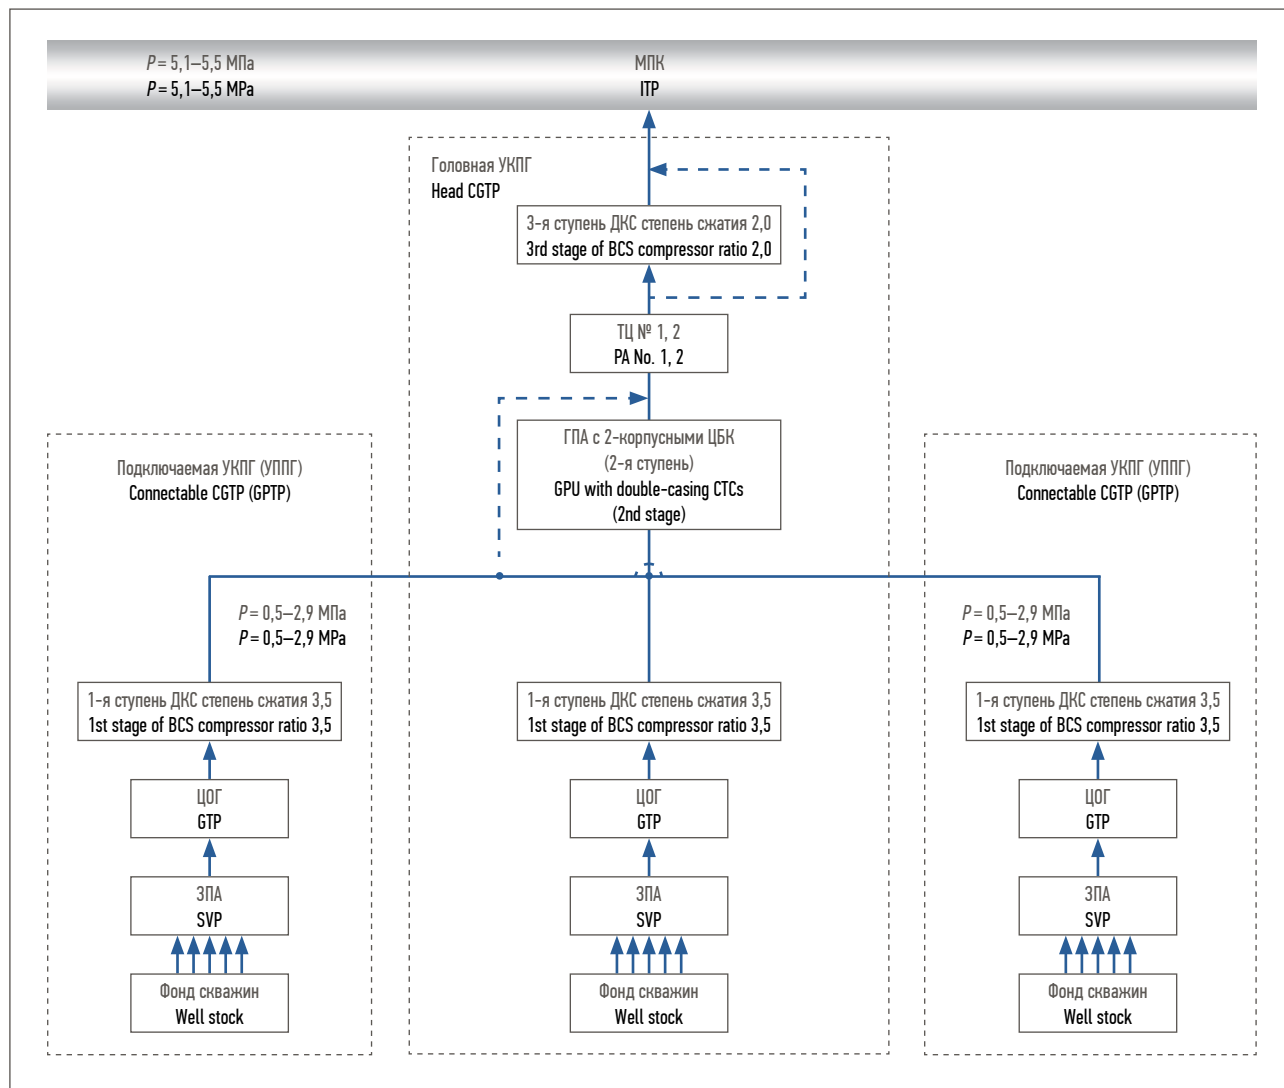 P = 5,1–5,5 МПа
P = 5,1–5,5 MPa
МПК
ITP
Головная УКПГ
Head CGTP
3-я ступень ДКС степень сжатия 2,0
3rd stage of BCS compressor ratio 2,0
ТЦ № 1, 2
PA No. 1, 2
ГПА с 2-корпусными ЦБК
(2-я ступень)
GPU with double-casing CTCs
(2nd stage)
Подключаемая УКПГ (УППГ)
Connectable CGTP (GPTP)
Подключаемая УКПГ (УППГ)
Connectable CGTP (GPTP)
P = 0,5–2,9 МПа
P = 0,5–2,9 MPa
P = 0,5–2,9 МПа
P = 0,5–2,9 MPa
1-я ступень ДКС степень сжатия 3,5
1st stage of BCS compressor ratio 3,5
1-я ступень ДКС степень сжатия 3,5
1st stage of BCS compressor ratio 3,5
1-я ступень ДКС степень сжатия 3,5
1st stage of BCS compressor ratio 3,5
ЦОГ
GTP
ЦОГ
GTP
ЦОГ
GTP
ЗПА
SVP
ЗПА
SVP
ЗПА
SVP
Фонд скважин
Well stock
Фонд скважин
Well stock
Фонд скважин
Well stock